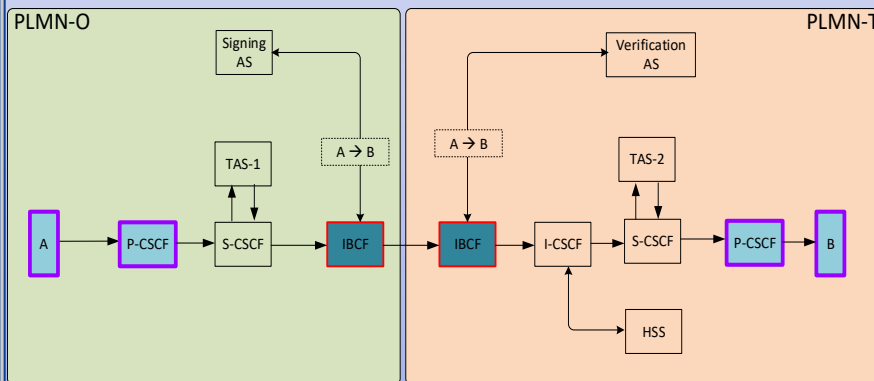 PLMN-O
PLMN-T
Signing
AS
Verification
AS
A → B
A → B
TAS-1
TAS-2
A
P-CSCF
S-CSCF
IBCF
IBCF
I-CSCF
S-CSCF
P-CSCF
B
HSS